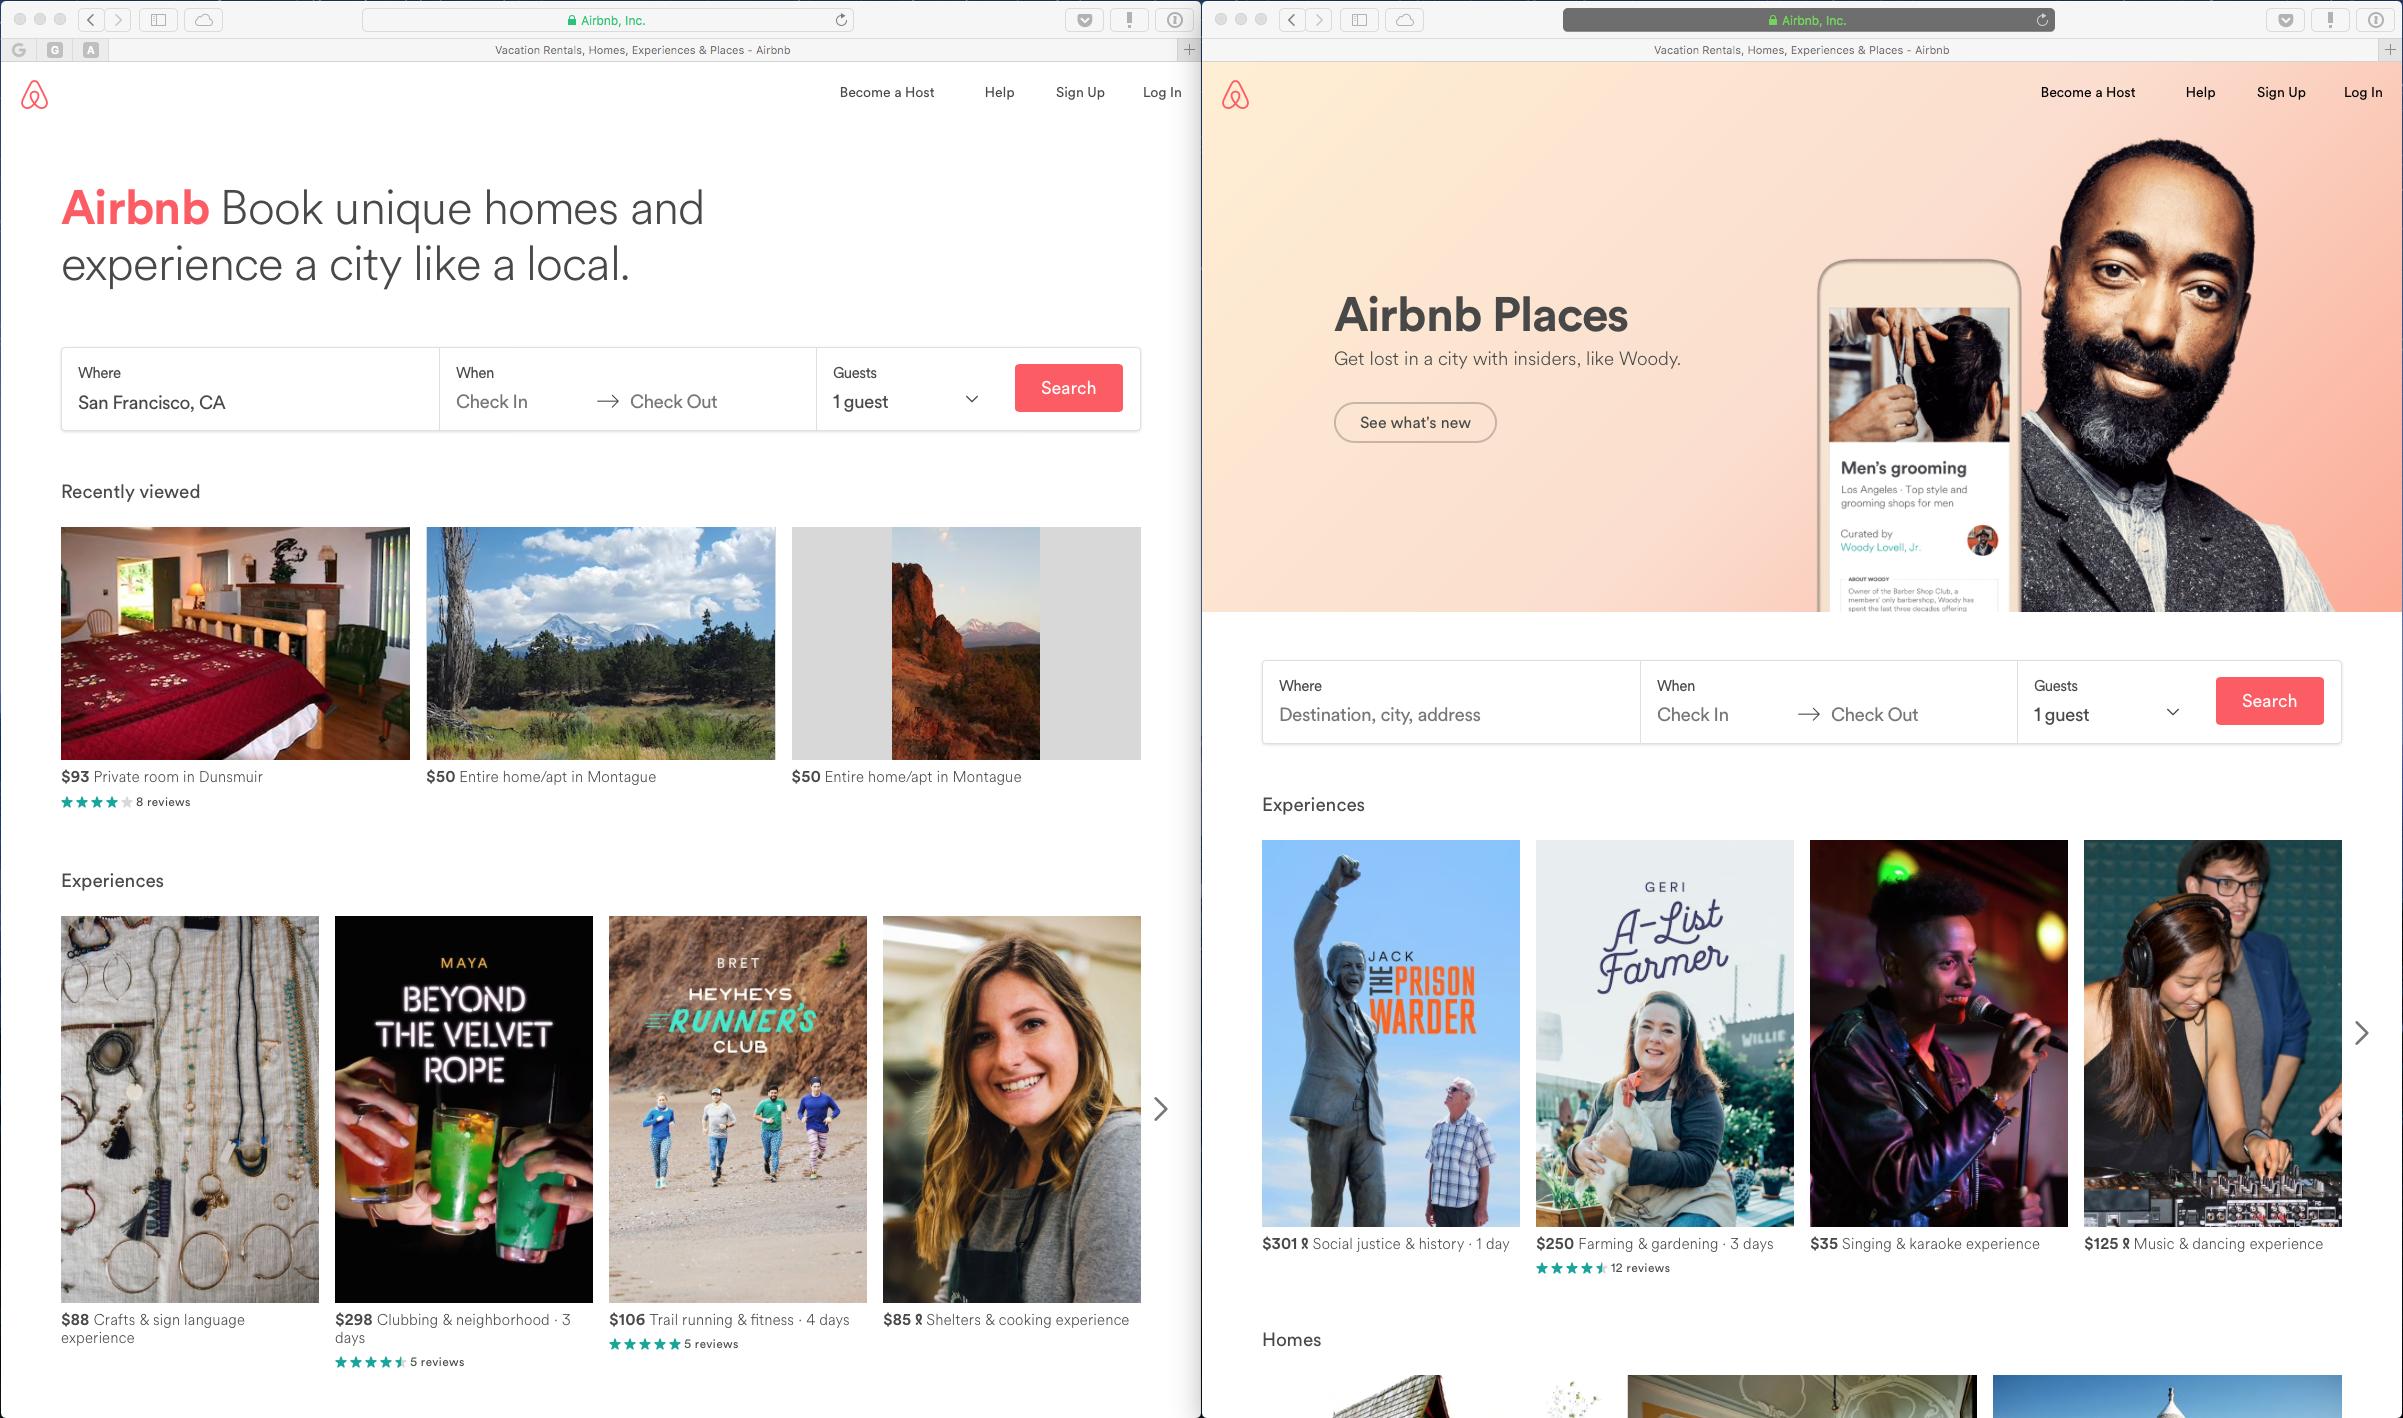 Airbnb, Inc.
G
A
Vacation Rentals, Homes, Experiences & Places - Airbnb
Become a Host
Help
Sign Up
Log In
Airbnb Book unique homes and
experience a city like a local.
Where
San Francisco, CA
When
Check In
Check Out
Guests
1 guest
Search
Recently viewed
$93 Private room in Dunsmuir
8 reviews
$50 Entire home/apt in Montague
$50 Entire home/apt in Montague
Experiences
MAYA
BEYOND
THE VELVET
ROPE
BRET
HEYHEYS
RUNNER'S
CLUB
$88 Crafts & sign language
experience
$298 Clubbing & neighborhood · 3
days
5 reviews
$106 Trail running & fitness · 4 days
5 reviews
$85 Shelters & cooking experience
Airbnb, Inc.
Vacation Rentals, Homes, Experiences & Places - Airbnb
Become a Host
Help
Sign Up
Log In
Airbnb Places
Get lost in a city with insiders, like Woody.
See what's new
Men's grooming
Los Angeles · Top style and
grooming shops for men
Curated by
Woody Lovell, Jr.
ABOUT WOODY
Owner of the Barber Shop Club, a
members' only barbershop, Woody has
spent the last three decades offering
Where
Destination, city, address
When
Check In
Check Out
Guests
1 guest
Search
Experiences
JACK
THE PRISON
WARDER
GERI
A-List
Farmer
WILLIE
$301 Social justice & history · 1 day
$250 Farming & gardening · 3 days
12 reviews
$35 Singing & karaoke experience
$125 Music & dancing experience
Homes